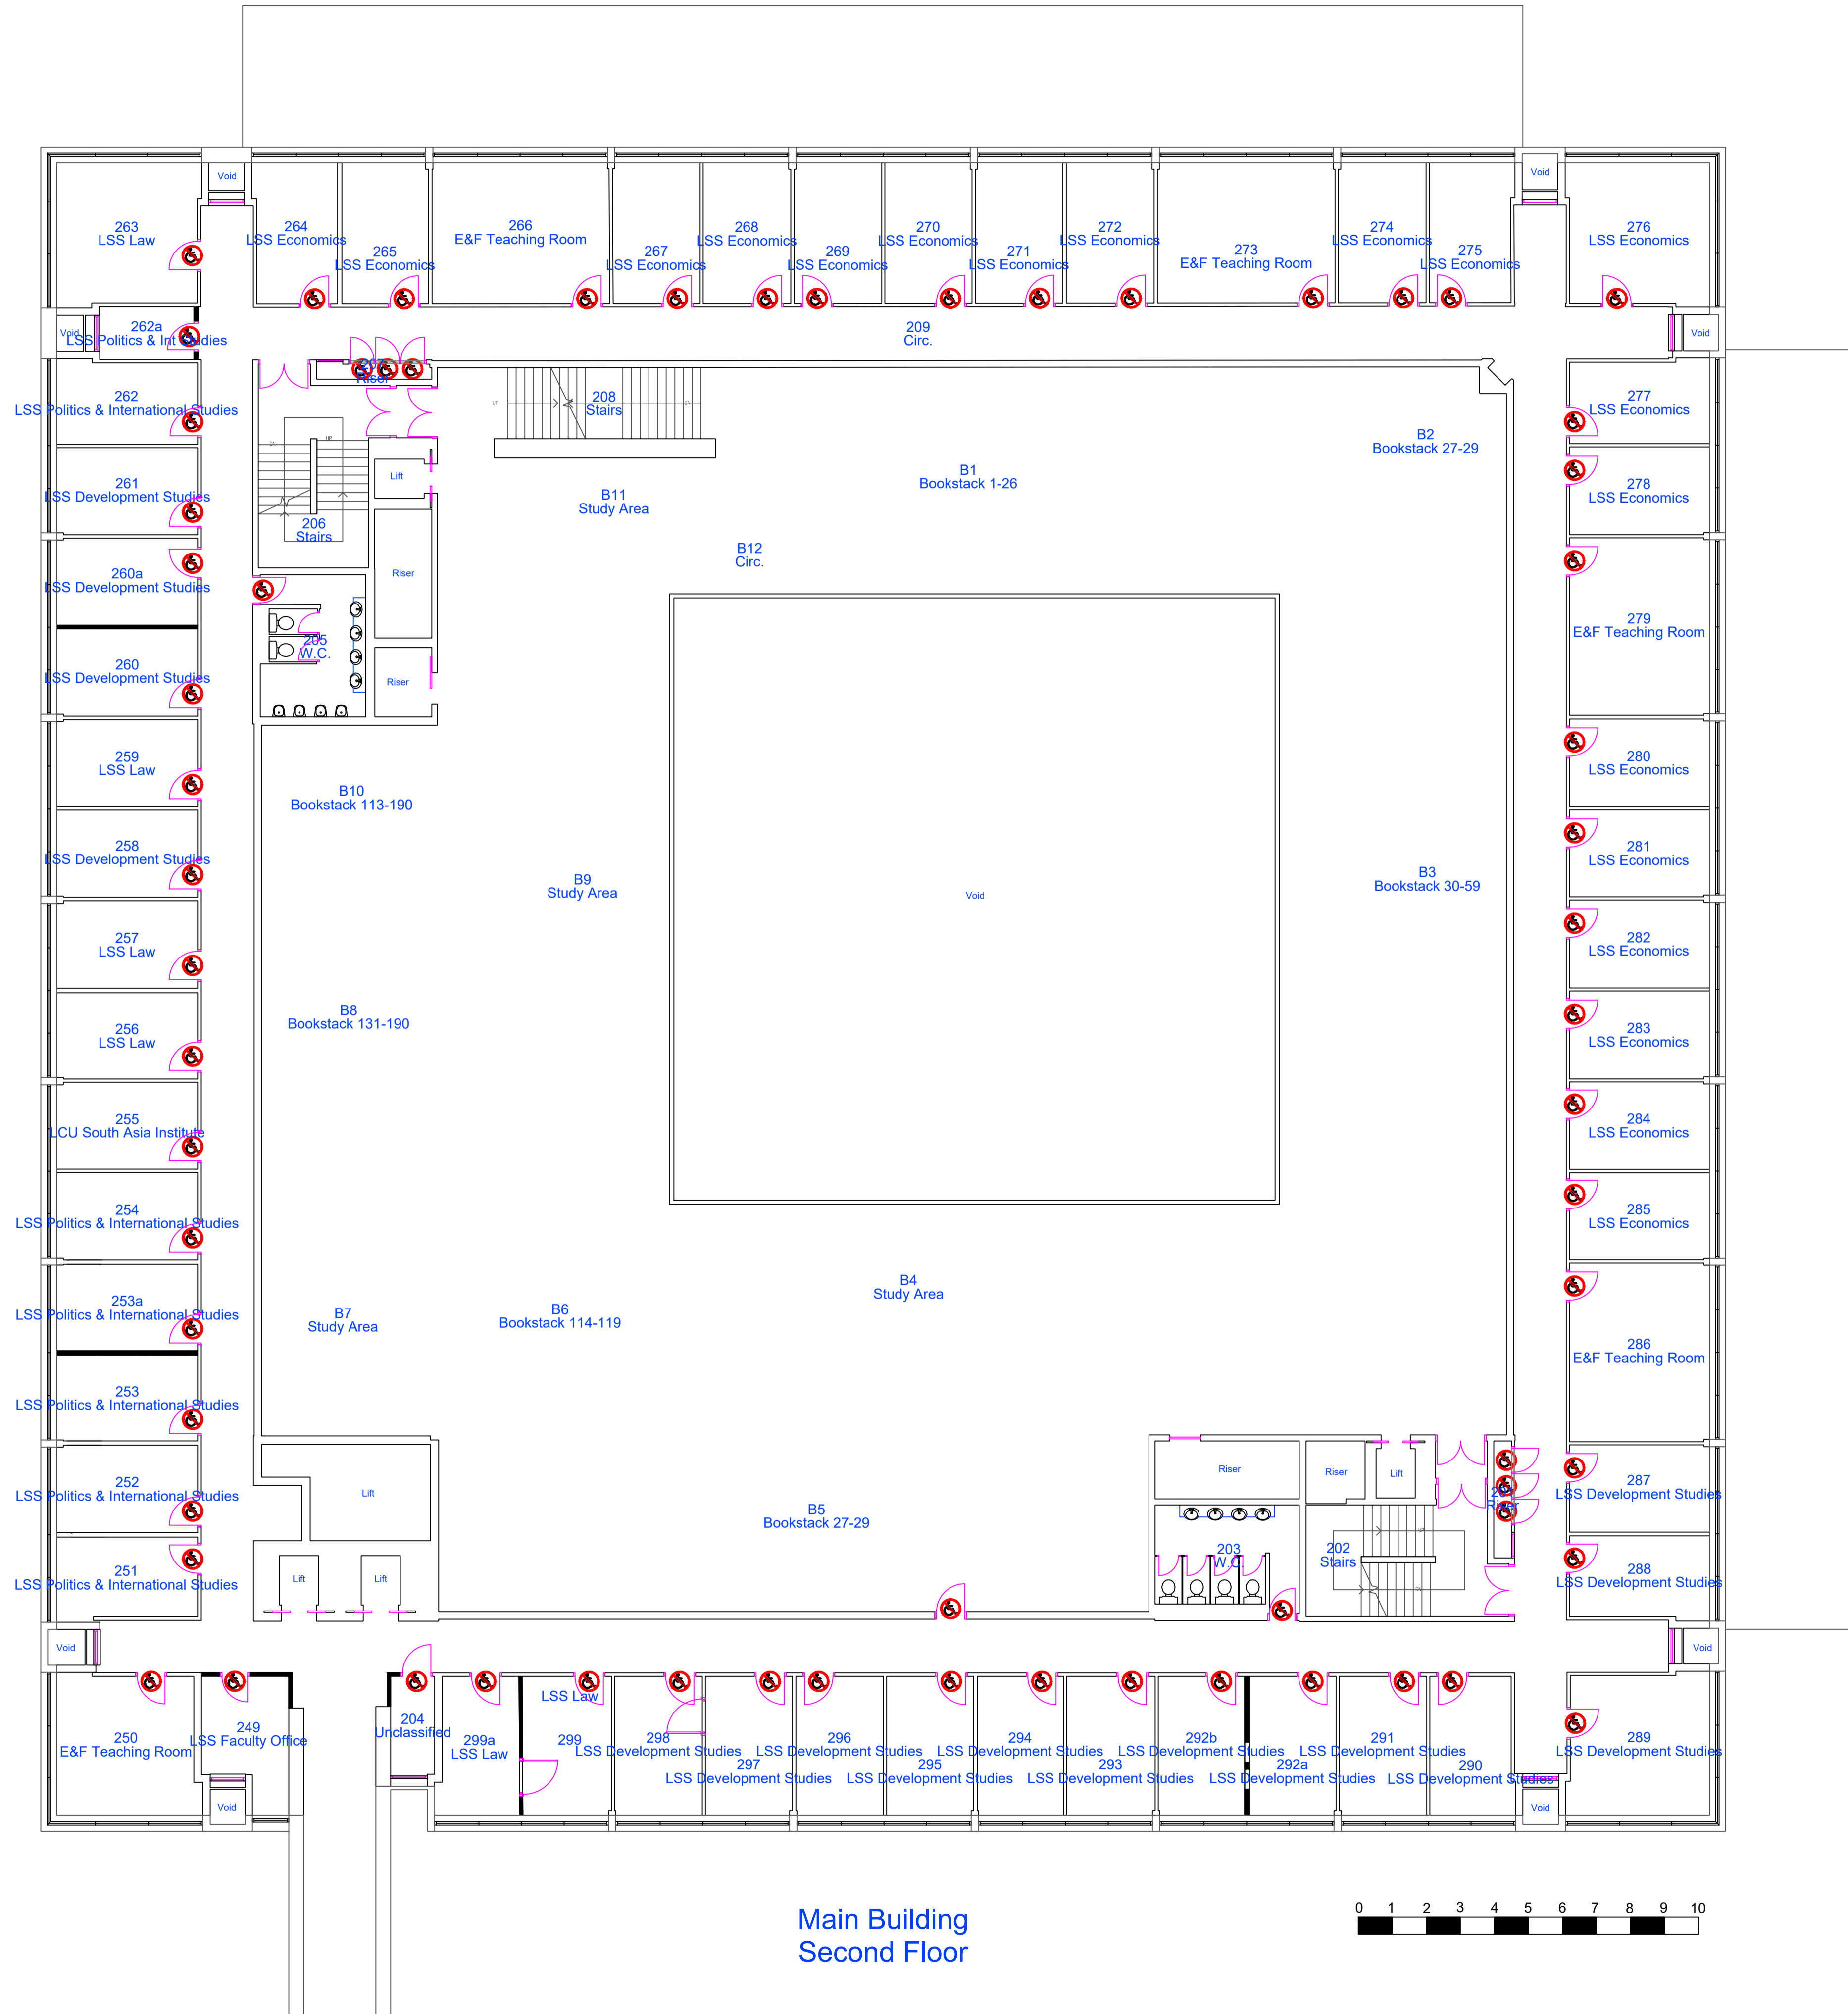 Void
Void
263
LSS Law
264
LSS Economics
265
LSS Economics
266
E&F Teaching Room
267
LSS Economics
268
LSS Economics
269
LSS Economics
270
LSS Economics
271
LSS Economics
272
LSS Economics
273
E&F Teaching Room
274
LSS Economics
275
LSS Economics
276
LSS Economics
Void
262a
LSS Politics & Int Studies
209
Circ.
Void
207
Riser
262
LSS Politics & International Studies
UP
208
Stairs
DN
277
LSS Economics
B2
Bookstack 27-29
DN
UP
Lift
B1
Bookstack 1-26
261
LSS Development Studies
B11
Study Area
278
LSS Economics
206
Stairs
B12
Circ.
260a
LSS Development Studies
Riser
205
W.C.
279
E&F Teaching Room
260
LSS Development Studies
Riser
259
LSS Law
280
LSS Economics
B10
Bookstack 113-190
258
LSS Development Studies
281
LSS Economics
B9
Study Area
Void
B3
Bookstack 30-59
257
LSS Law
282
LSS Economics
B8
Bookstack 131-190
256
LSS Law
283
LSS Economics
255
LCU South Asia Institute
284
LSS Economics
254
LSS Politics & International Studies
285
LSS Economics
B4
Study Area
253a
LSS Politics & International Studies
B7
Study Area
B6
Bookstack 114-119
286
E&F Teaching Room
253
LSS Politics & International Studies
252
LSS Politics & International Studies
Lift
Riser
Riser
Lift
Riser
287
LSS Development Studies
B5
Bookstack 27-29
UP
203
W.C
202
Stairs
DN
251
LSS Politics & International Studies
Lift
Lift
288
LSS Development Studies
Void
Void
250
E&F Teaching Room
249
LSS Faculty Office
204
Unclassified
299a
LSS Law
LSS Law
299
298
LSS Development Studies
297
LSS Development Studies
296
LSS Development Studies
295
LSS Development Studies
294
LSS Development Studies
293
LSS Development Studies
292b
LSS Development Studies
292a
LSS Development Studies
291
LSS Development Studies
290
LSS Development Studies
289
LSS Development Studies
Void
Void
Main Building
Second Floor
0 1 2 3 4 5 6 7 8 9 10